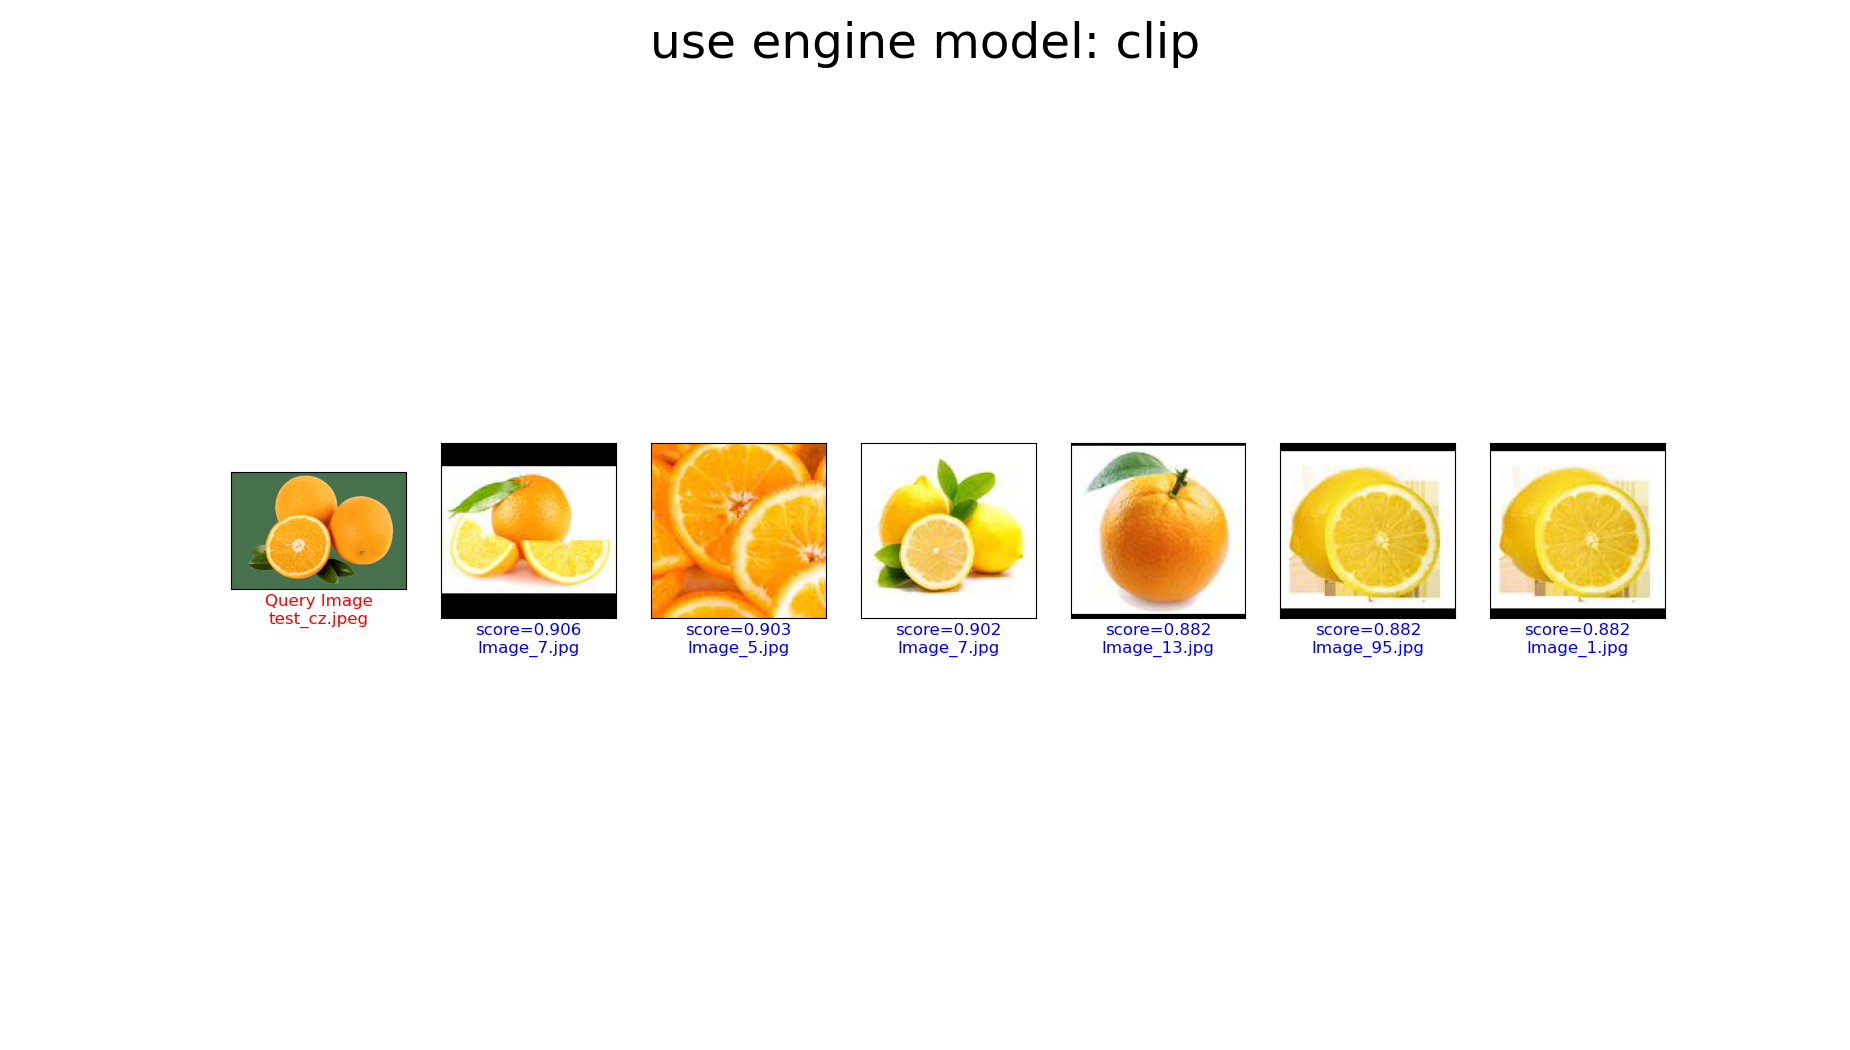 use engine model: clip
Query Image
test_cz.jpeg
score=0.906
Image_7.jpg
score=0.903
Image_5.jpg
score=0.902
Image_7.jpg
score=0.882
Image_13.jpg
score=0.882
Image_95.jpg
score=0.882
Image_1.jpg